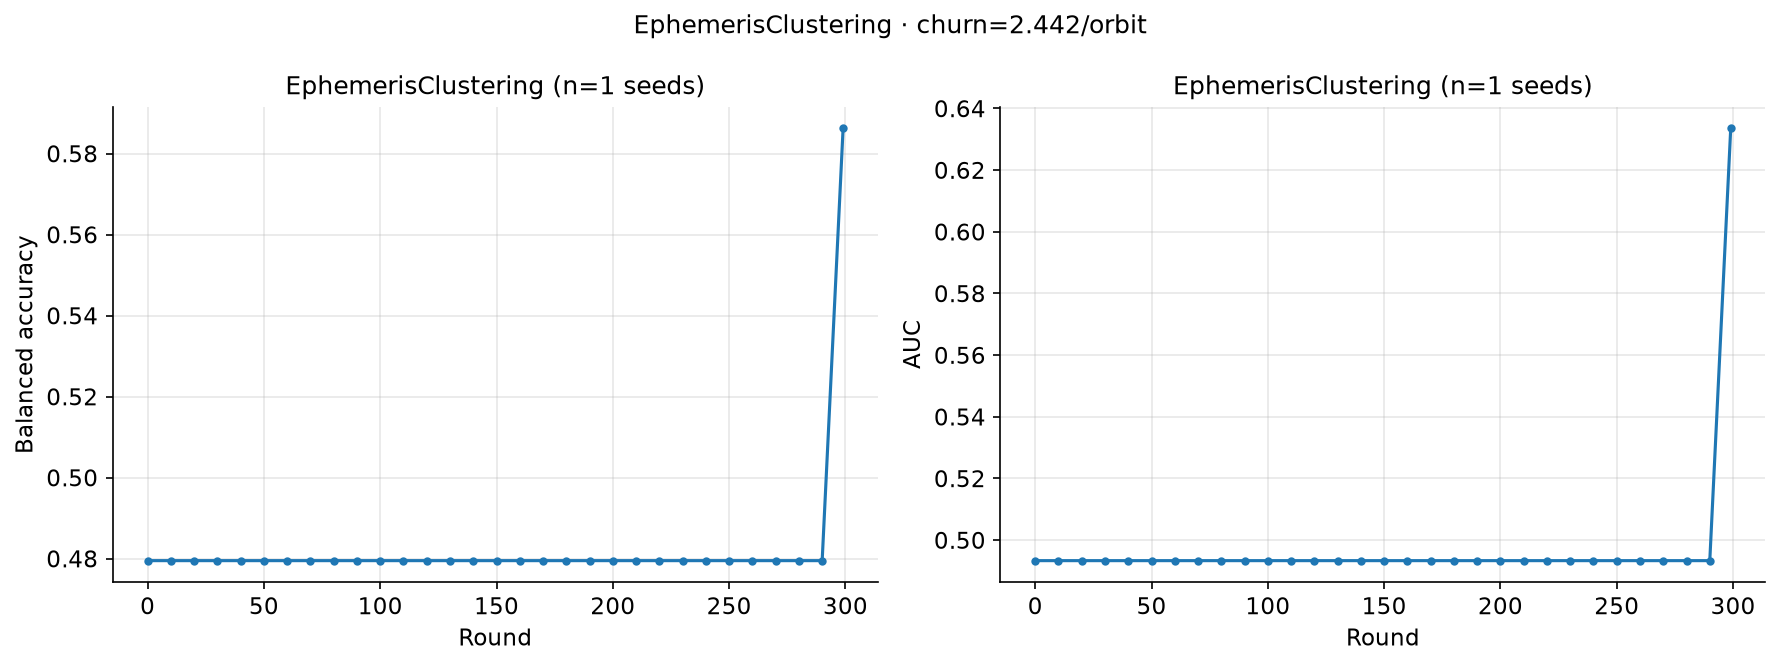 EphemerisClustering · churn=2.442/orbit
EphemerisClustering (n=1 seeds)
Balanced accuracy
0.58
0.56
0.54
0.52
0.50
0.48
0 50 100 150 200 250 300
Round
EphemerisClustering (n=1 seeds)
AUC
0.64
0.62
0.60
0.58
0.56
0.54
0.52
0.50
0 50 100 150 200 250 300
Round